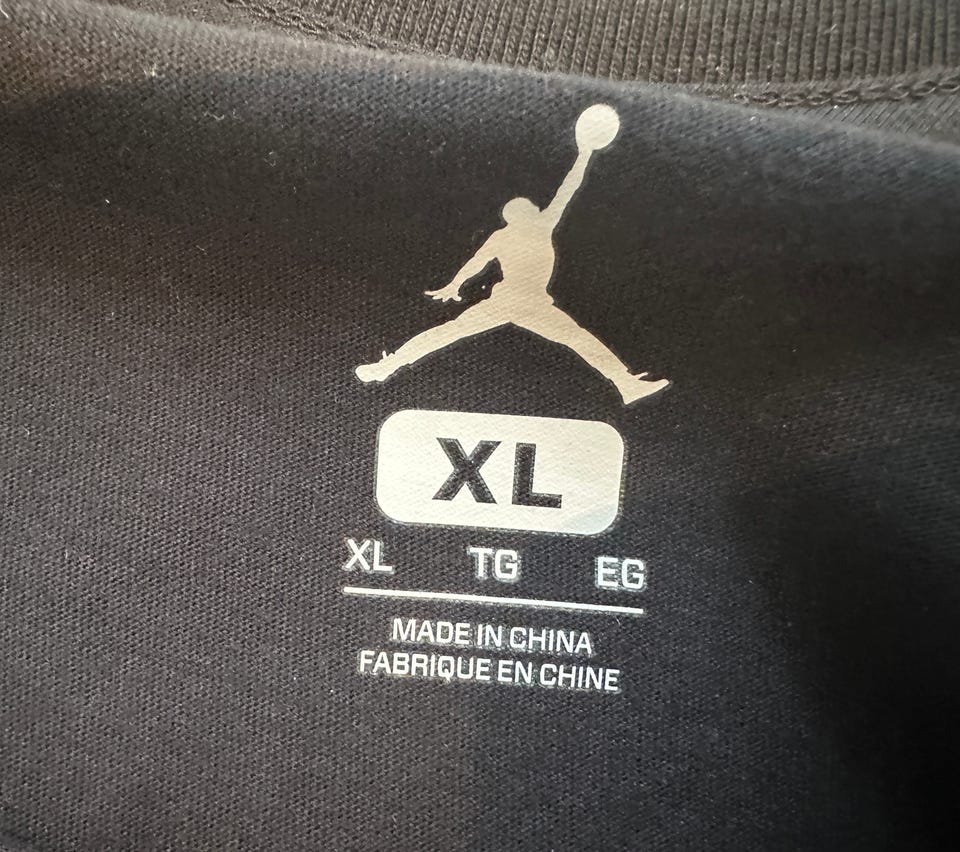 XL
XL TG EG
MADE IN CHINA
FABRIQUE EN CHINE